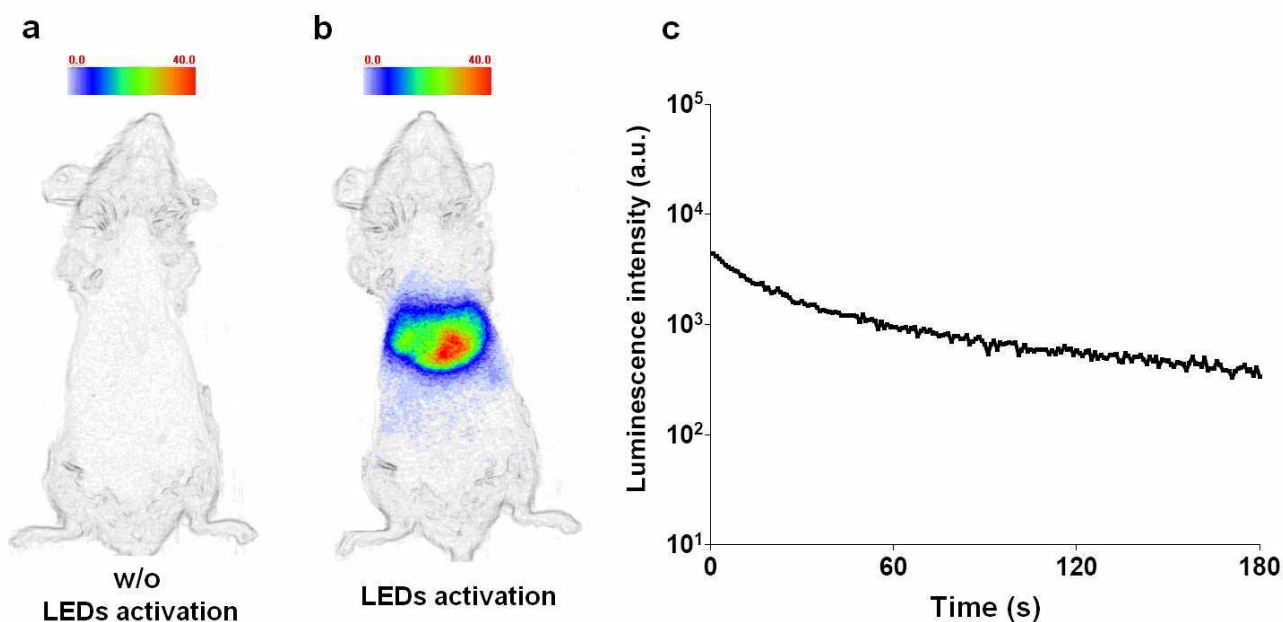 a
0.0 40.0
w/o
LEDs activation
b
0.0 40.0
LEDs activation
c
Luminescence intensity (a.u.)
10⁵
10⁴
10³
10²
10¹
0 60 120 180
Time (s)